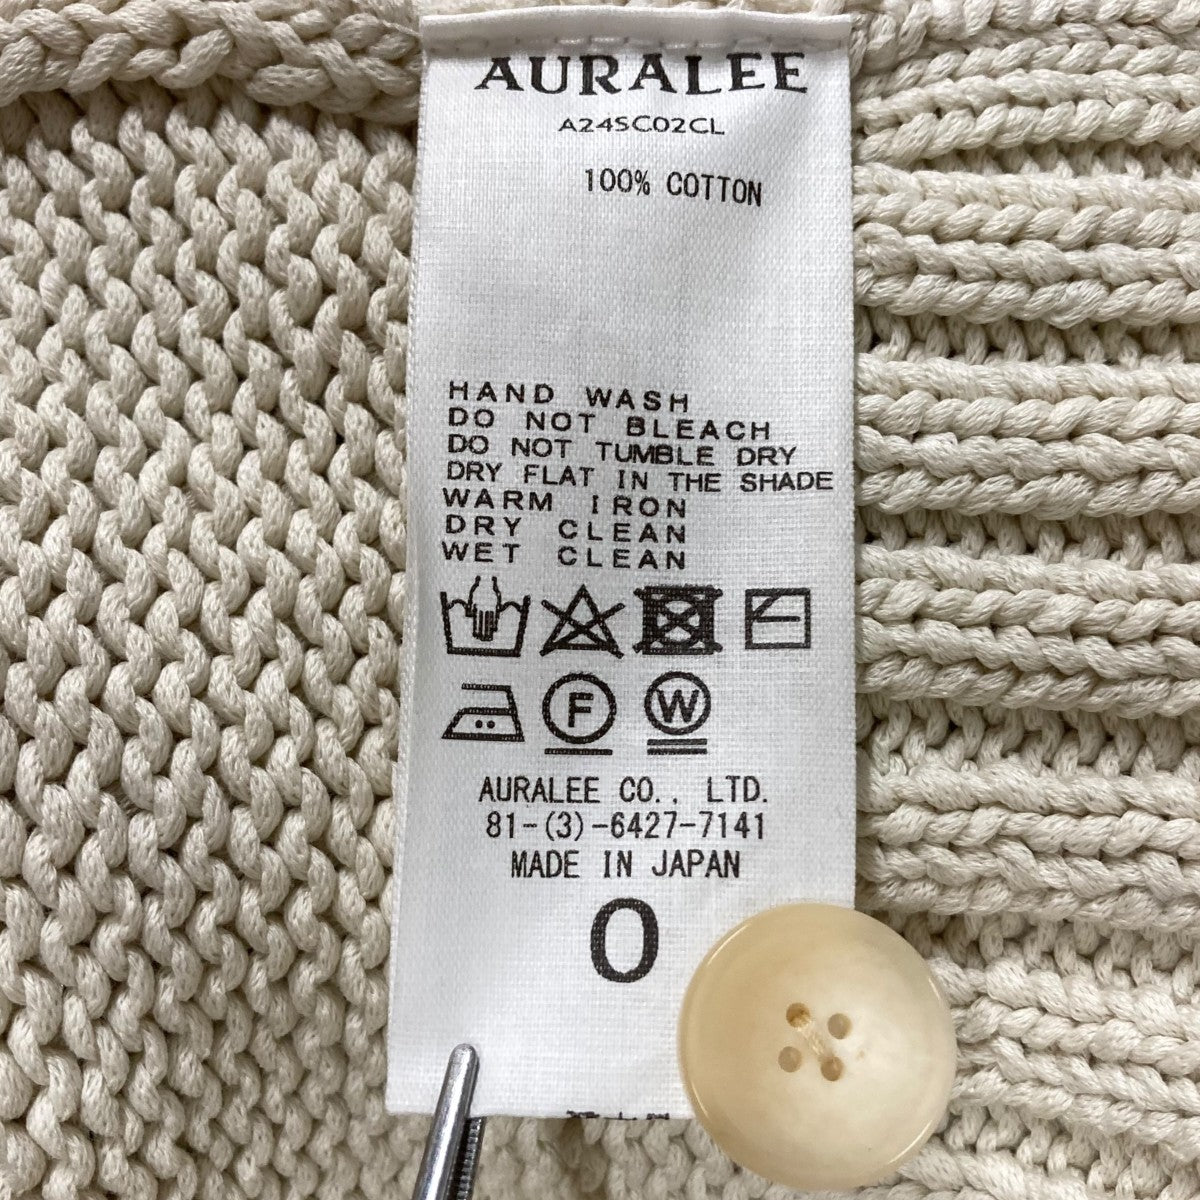 AURALEE
A24SC02CL
100% COTTON
HAND WASH
DO NOT BLEACH
DO NOT TUMBLE DRY
DRY FLAT IN THE SHADE
WARM IRON
DRY CLEAN
WET CLEAN
F
W
AURALEE CO., LTD.
81-(3)-6427-7141
MADE IN JAPAN
0